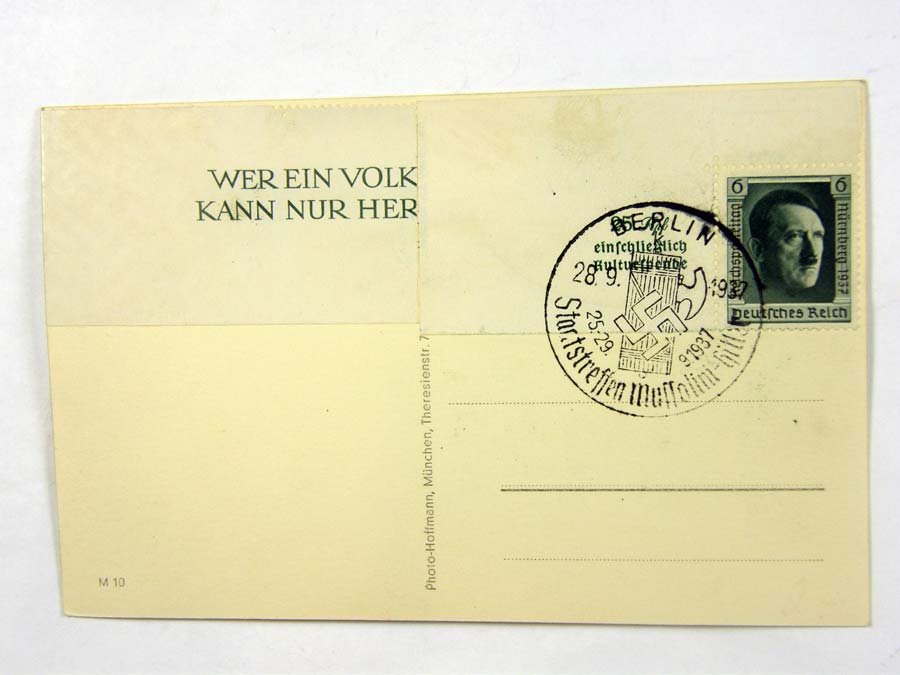 WER EIN VOLK
KANN NUR HER
6 6
Reichsparteitag
Nürnberg 1937
Deutsches Reich
einschließlich
Kulturspende
BERLIN
28.9. 1937
25.-29. 9.1937
Staatstreffen Mussolini-Hitler
Photo-Hoffmann, München, Theresienstr. 7
M 10